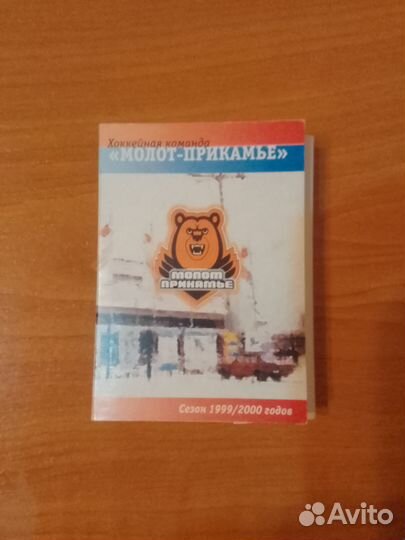 Хоккейная команда
«МОЛОТ-ПРИКАМЬЕ»
МОЛОТ
ПРИКАМЬЕ
Сезон 1999/2000 годов
Avito